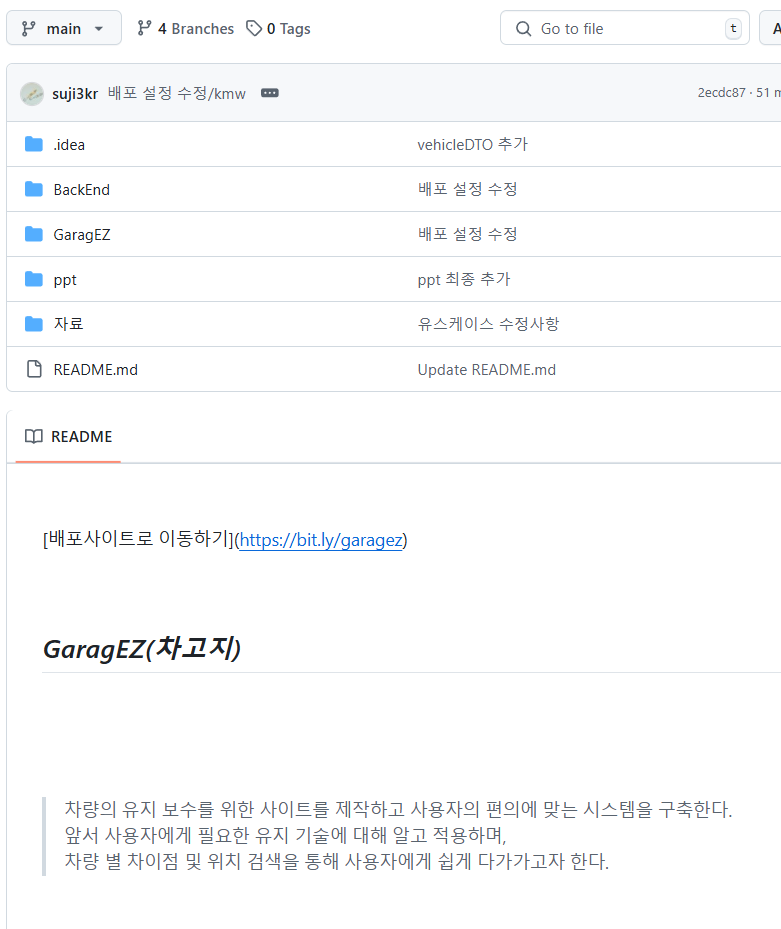 main
4 Branches
0 Tags
Go to file
t
suji3kr 배포 설정 수정/kmw
2ecdc87 · 51 m
.idea vehicleDTO 추가
BackEnd 배포 설정 수정
GaragEZ 배포 설정 수정
ppt ppt 최종 추가
자료 유스케이스 수정사항
README.md Update README.md
README
[배포사이트로 이동하기](https://bit.ly/garagez)
GaragEZ(차고지)
차량의 유지 보수를 위한 사이트를 제작하고 사용자의 편의에 맞는 시스템을 구축한다.
앞서 사용자에게 필요한 유지 기술에 대해 알고 적용하며,
차량 별 차이점 및 위치 검색을 통해 사용자에게 쉽게 다가가고자 한다.